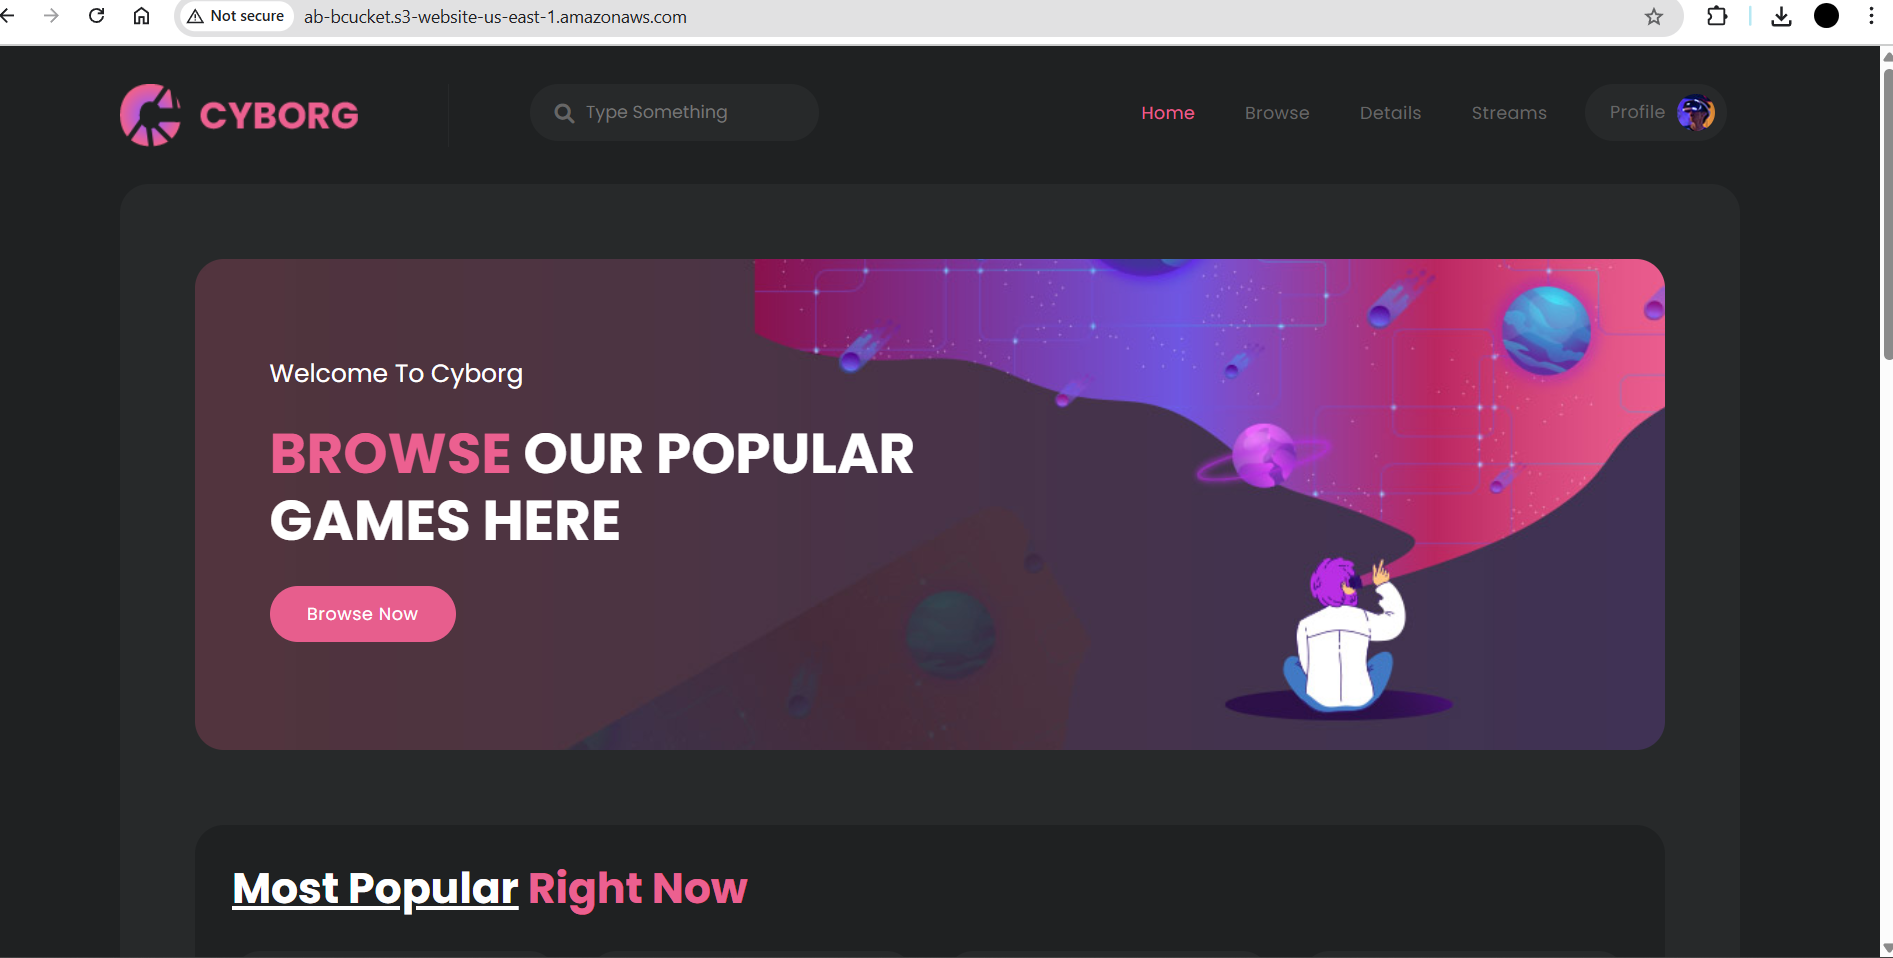 Not secure ab-bcucket.s3-website-us-east-1.amazonaws.com
CYBORG Type Something Home Browse Details Streams Profile
Welcome To Cyborg
BROWSE OUR POPULAR
GAMES HERE
Browse Now
Most Popular Right Now